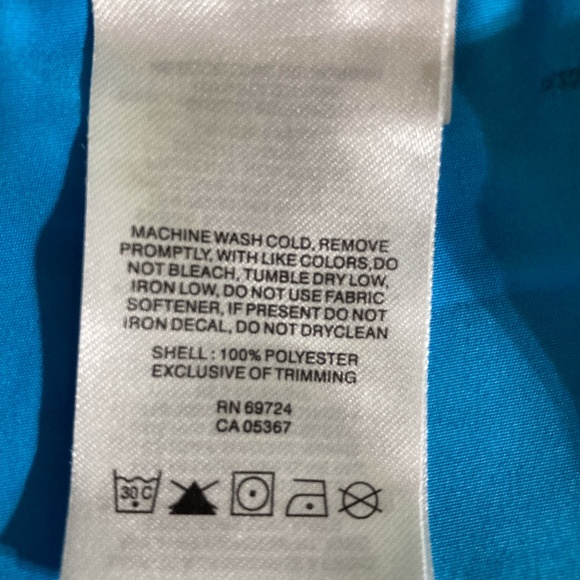 MACHINE WASH COLD, REMOVE
PROMPTLY, WITH LIKE COLORS, DO
NOT BLEACH, TUMBLE DRY LOW,
IRON LOW, DO NOT USE FABRIC
SOFTENER, IF PRESENT DO NOT
IRON DECAL, DO NOT DRYCLEAN
SHELL : 100% POLYESTER
EXCLUSIVE OF TRIMMING
RN 69724
CA 05367
30 C